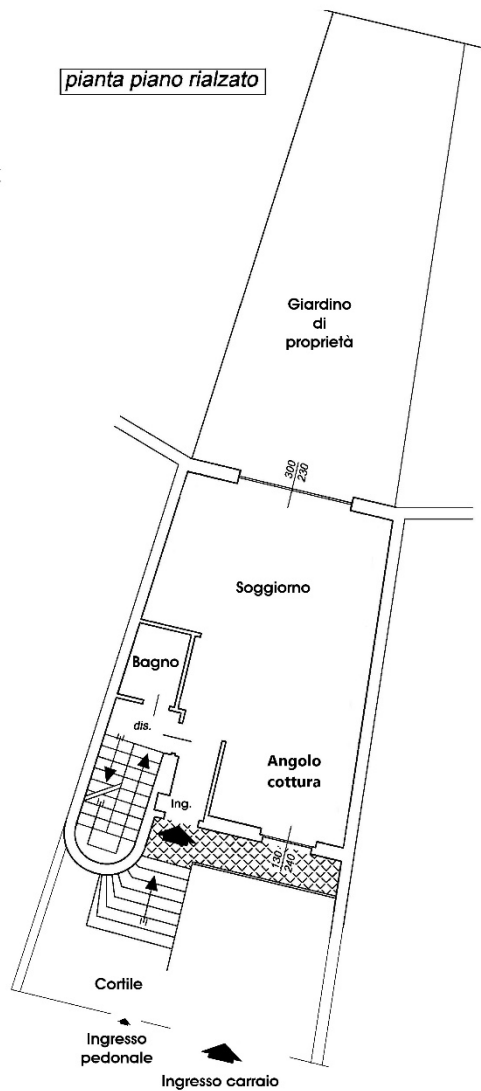 pianta piano rialzato
Giardino
di
proprietà
300
230
Soggiorno
Bagno
dis.
Angolo
cottura
Ing.
130
240
Cortile
Ingresso
pedonale
Ingresso carraio